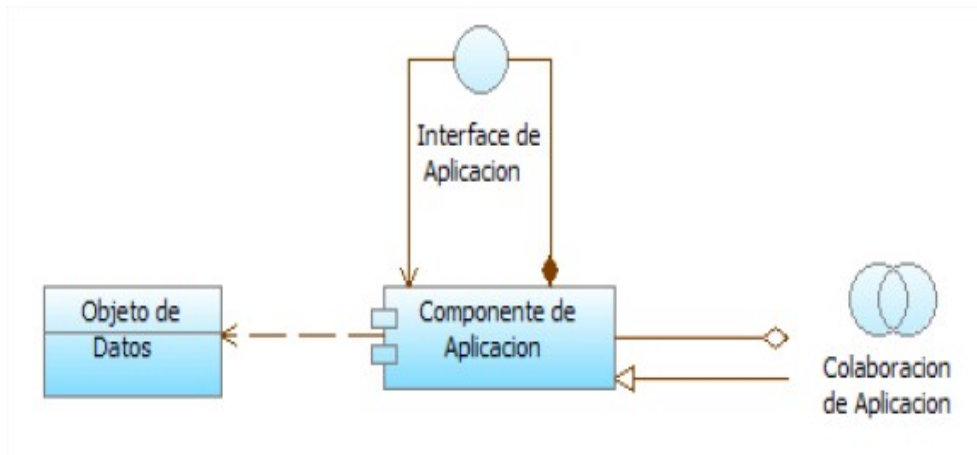 Interface de
Aplicacion
Objeto de
Datos
Componente de
Aplicacion
Colaboracion
de Aplicacion